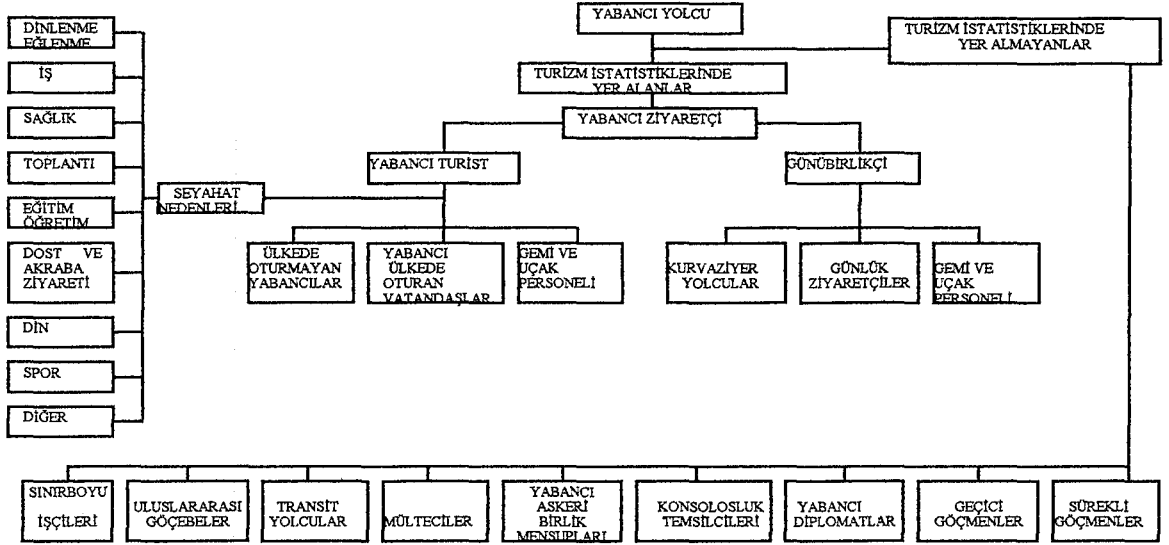 YABANCI YOLCU
TURİZM İSTATİSTİKLERİNDE
YER ALMAYANLAR
TURİZM İSTATİSTİKLERİNDE
YER ALANLAR
YABANCI ZİYARETÇİ
YABANCI TURİST
GÜNÜBİRLİKÇİ
SEYAHAT
NEDENLERİ
DİNLENME
EĞLENME
İŞ
SAĞLIK
TOPLANTI
EĞİTİM
ÖĞRETİM
DOST VE
AKRABA
ZİYARETİ
DİN
SPOR
DİĞER
ÜLKEDE
OTURMAYAN
YABANCILAR
YABANCI
ÜLKEDE
OTURAN
VATANDAŞLAR
GEMİ VE
UÇAK
PERSONELİ
KURVAZİYER
YOLCULAR
GÜNLÜK
ZİYARETÇİLER
GEMİ VE
UÇAK
PERSONELİ
SINIRBOYU
İŞÇİLERİ
ULUSLARARASI
GÖÇEBELER
TRANSİT
YOLCULAR
MÜLTECİLER
YABANCI
ASKERİ
BİRLİK
MENSUPLARI
KONSOLOSLUK
TEMSİLCİLERİ
YABANCI
DİPLOMATLAR
GEÇİCİ
GÖÇMENLER
SÜREKLİ
GÖÇMENLER